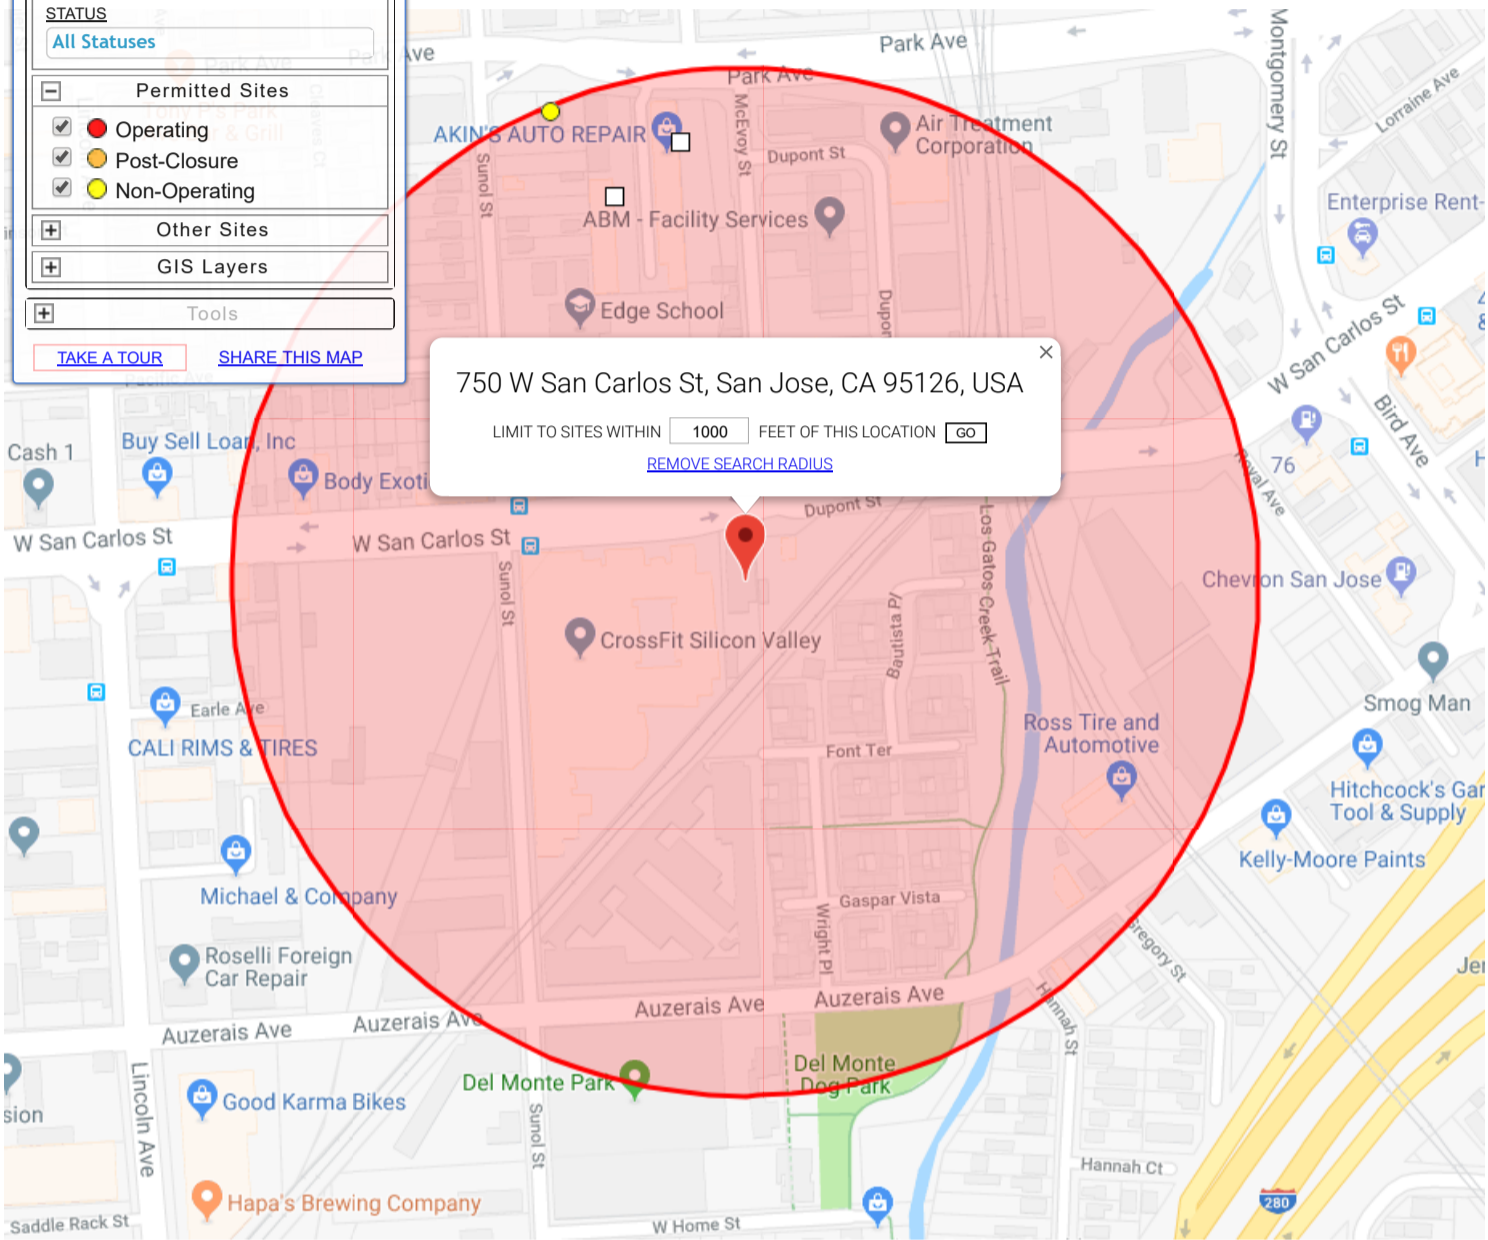 STATUS
All Statuses
Permitted Sites
Operating
Post-Closure
Non-Operating
Other Sites
GIS Layers
Tools
TAKE A TOUR
SHARE THIS MAP
Park Ave
Park Ave
Park Ave
Montgomery St
Lorraine Ave
AKIN'S AUTO REPAIR
McEvoy St
Air Treatment
Corporation
Dupont St
Sunol St
ABM - Facility Services
Enterprise Rent-
Edge School
W San Carlos St
Bird Ave
750 W San Carlos St, San Jose, CA 95126, USA
LIMIT TO SITES WITHIN 1000 FEET OF THIS LOCATION GO
REMOVE SEARCH RADIUS
Cash 1
Buy Sell Loan, Inc
Body Exoti
76
Royal Ave
W San Carlos St
W San Carlos St
Dupont St
Los Gatos Creek Trail
Sunol St
Chevron San Jose
CrossFit Silicon Valley
Bautista Pl
Smog Man
Earle Ave
CALI RIMS & TIRES
Font Ter
Ross Tire and
Automotive
Hitchcock's Gar
Tool & Supply
Kelly-Moore Paints
Michael & Company
Gaspar Vista
Wright Pl
Roselli Foreign
Car Repair
Gregory St
Jer
Auzerais Ave
Auzerais Ave
Auzerais Ave
Auzerais Ave
Hannah St
Lincoln Ave
Del Monte Park
Del Monte
Dog Park
sion
Good Karma Bikes
Sunol St
Hannah Ct
Hapa's Brewing Company
280
Saddle Rack St
W Home St